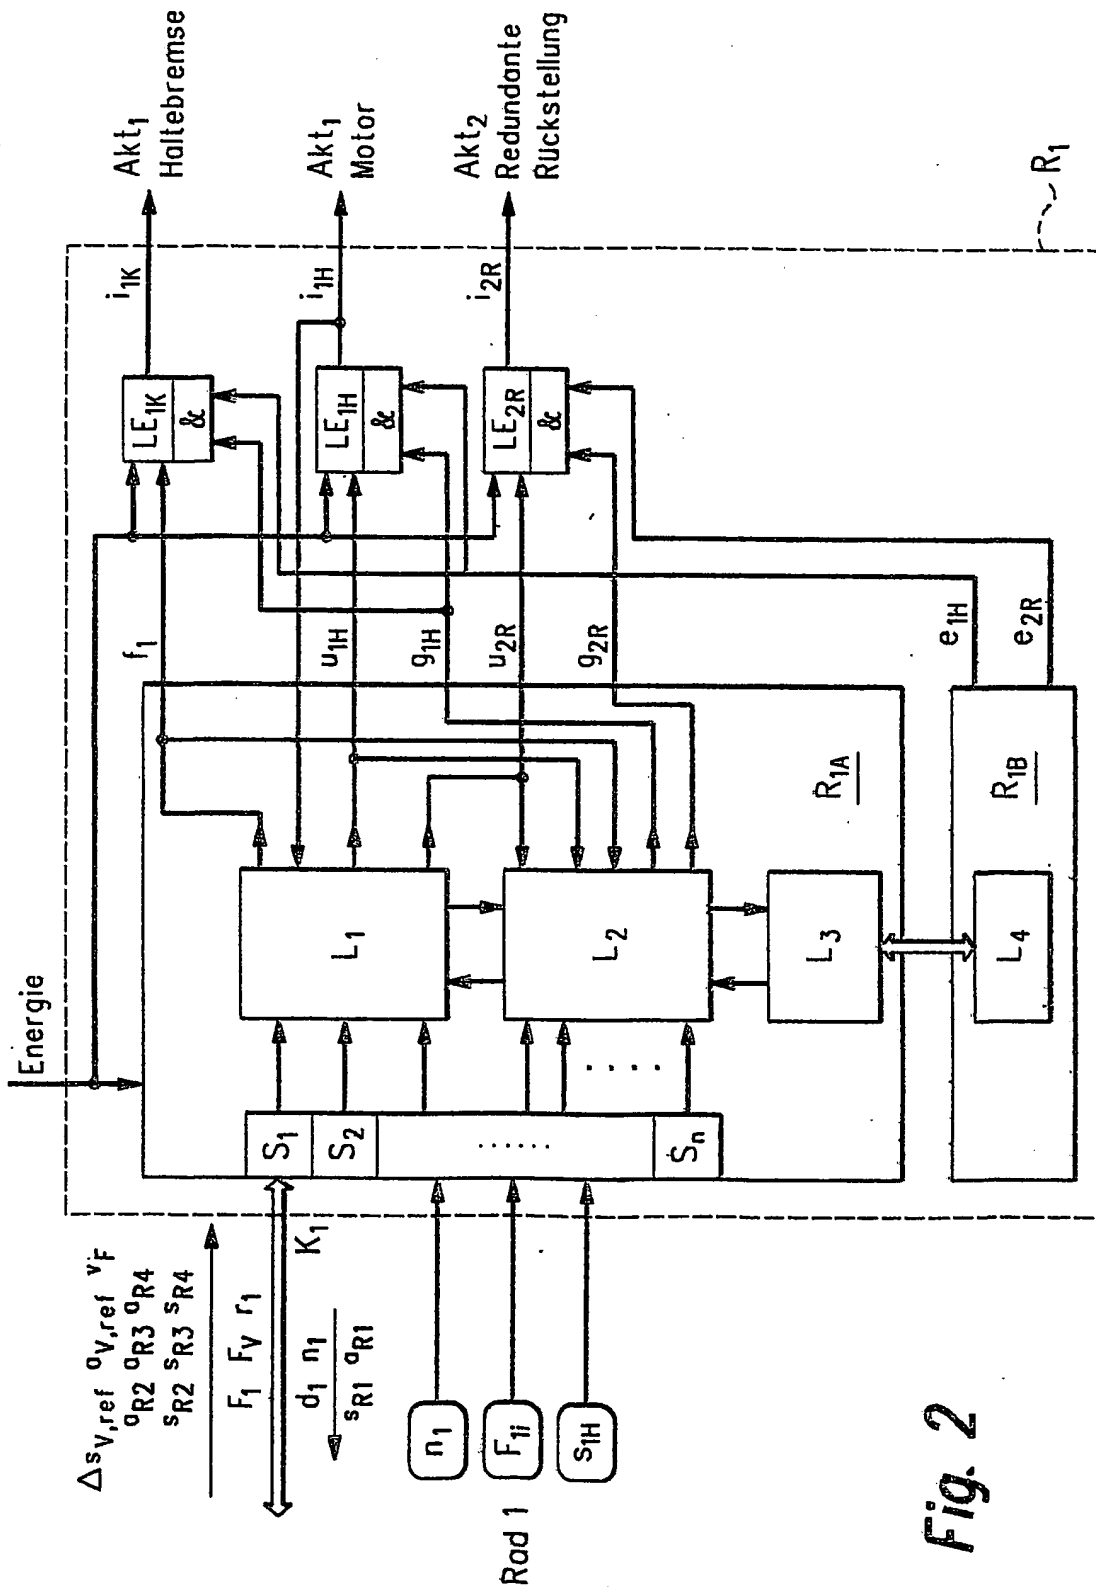 Energie
Akt1
Haltebremse
Akt1
Motor
Akt2
Redundante
Rückstellung
i1K
i1H
i2R
LE1K
&
LE1H
&
LE2R
&
R1
f1
u1H
g1H
u2R
g2R
e1H
e2R
L1
L2
L3
L4
R1A
R1B
S1
S2
......
Sn
.....
ΔsV,ref aV,ref vF
aR2 aR3 aR4
sR2 sR3 sR4
F1 FV r1
K1
d1 n1
sR1 aR1
Rad 1
n1
F1i
s1H
Fig. 2